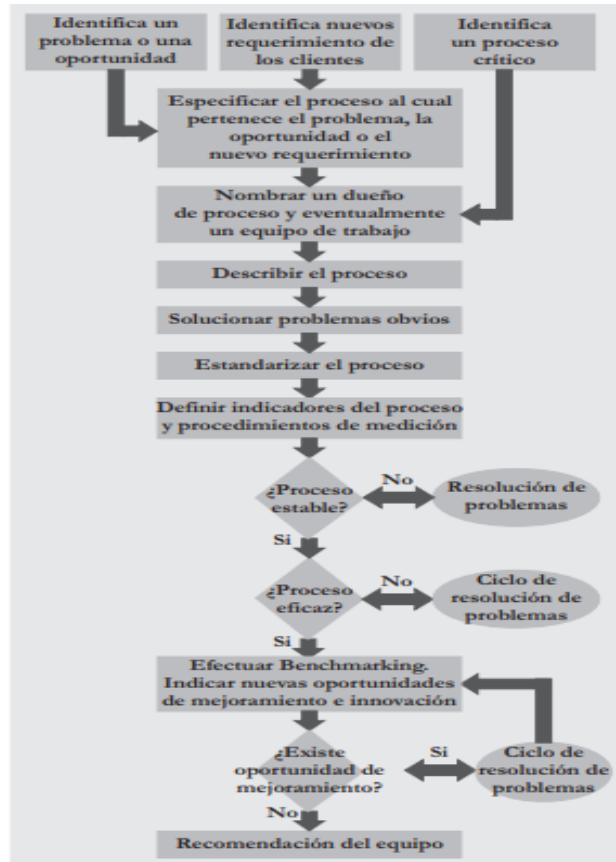 Identifica un
problema o una
oportunidad
Identifica nuevos
requerimiento de
los clientes
Identifica
un proceso
crítico
Especificar el proceso al cual
pertenece el problema, la
oportunidad o el
nuevo requerimiento
Nombrar un dueño
de proceso y eventualmente
un equipo de trabajo
Describir el proceso
Solucionar problemas obvios
Estandarizar el proceso
Definir indicadores del proceso
y procedimientos de medición
¿Proceso
estable?
No
Resolución de
problemas
Si
¿Proceso
eficaz?
No
Ciclo de
resolución de
problemas
Si
Efectuar Benchmarking.
Indicar nuevas oportunidades
de mejoramiento e innovación
¿Existe
oportunidad de
mejoramiento?
Si
Ciclo de
resolución de
problemas
No
Recomendación del equipo